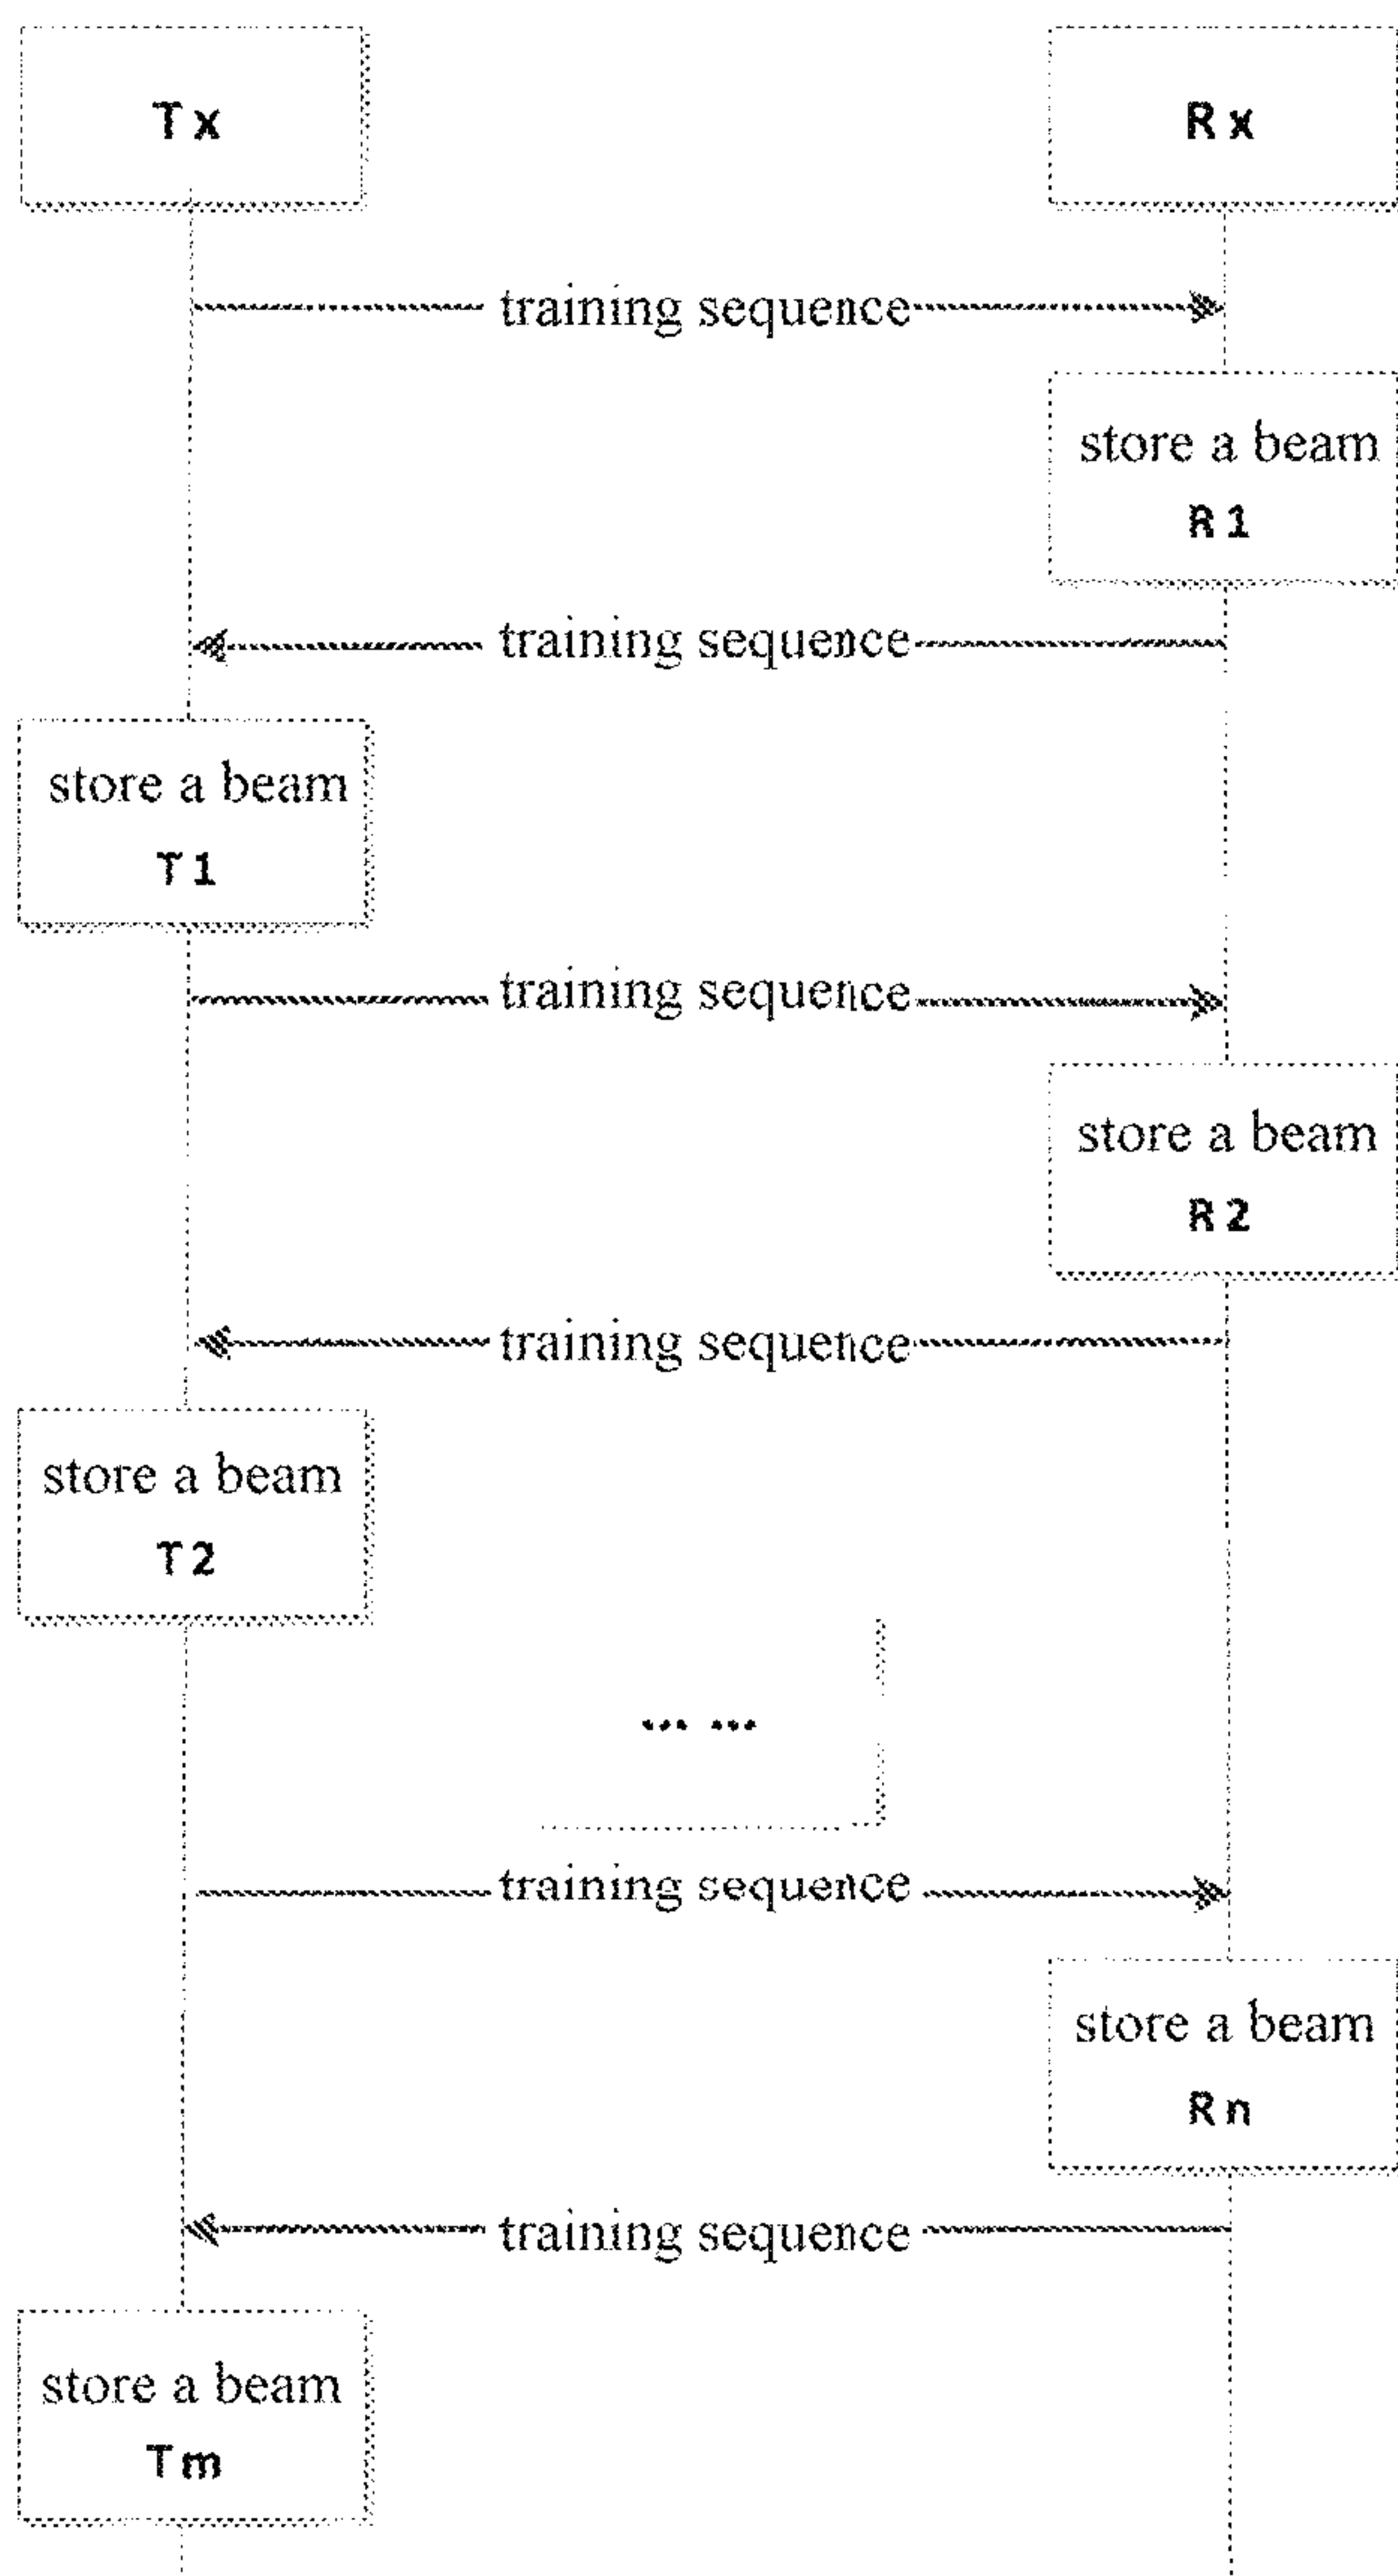 Tx
Rx
training sequence
store a beam
R1
training sequence
store a beam
T1
training sequence
store a beam
R2
training sequence
store a beam
T2
... ...
training sequence
store a beam
Rn
training sequence
store a beam
Tm